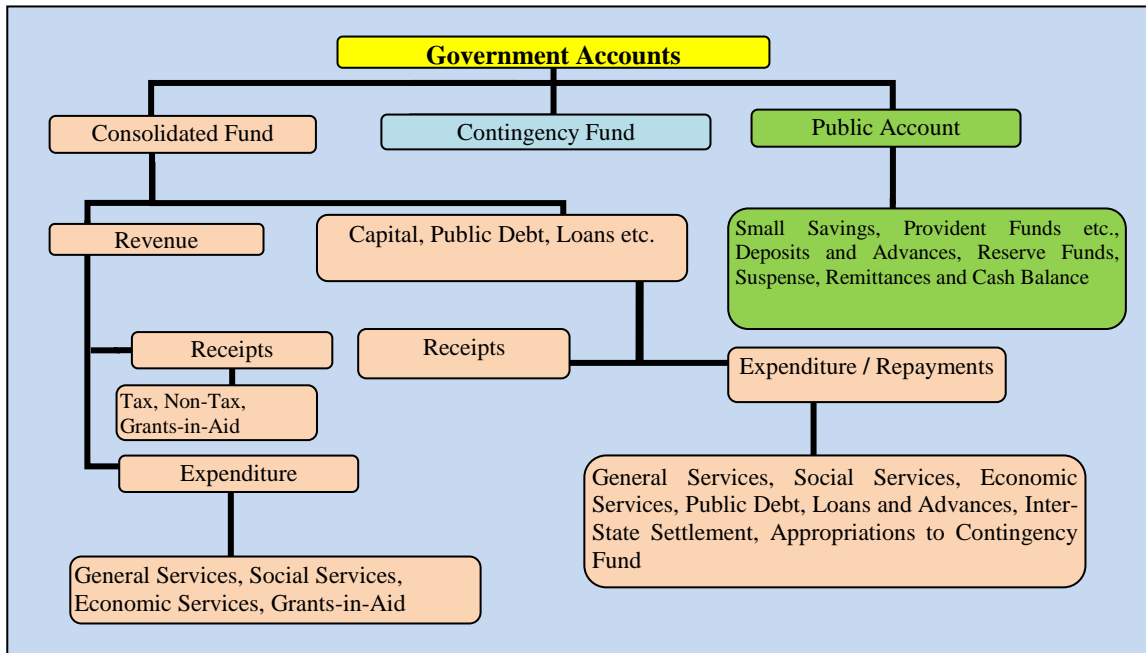 Government Accounts
Consolidated Fund
Contingency Fund
Public Account
Revenue
Capital, Public Debt, Loans etc.
Small Savings, Provident Funds etc.,
Deposits and Advances, Reserve Funds,
Suspense, Remittances and Cash Balance
Receipts
Tax, Non-Tax,
Grants-in-Aid
Expenditure
General Services, Social Services,
Economic Services, Grants-in-Aid
Receipts
Expenditure / Repayments
General Services, Social Services, Economic
Services, Public Debt, Loans and Advances, Inter-
State Settlement, Appropriations to Contingency
Fund